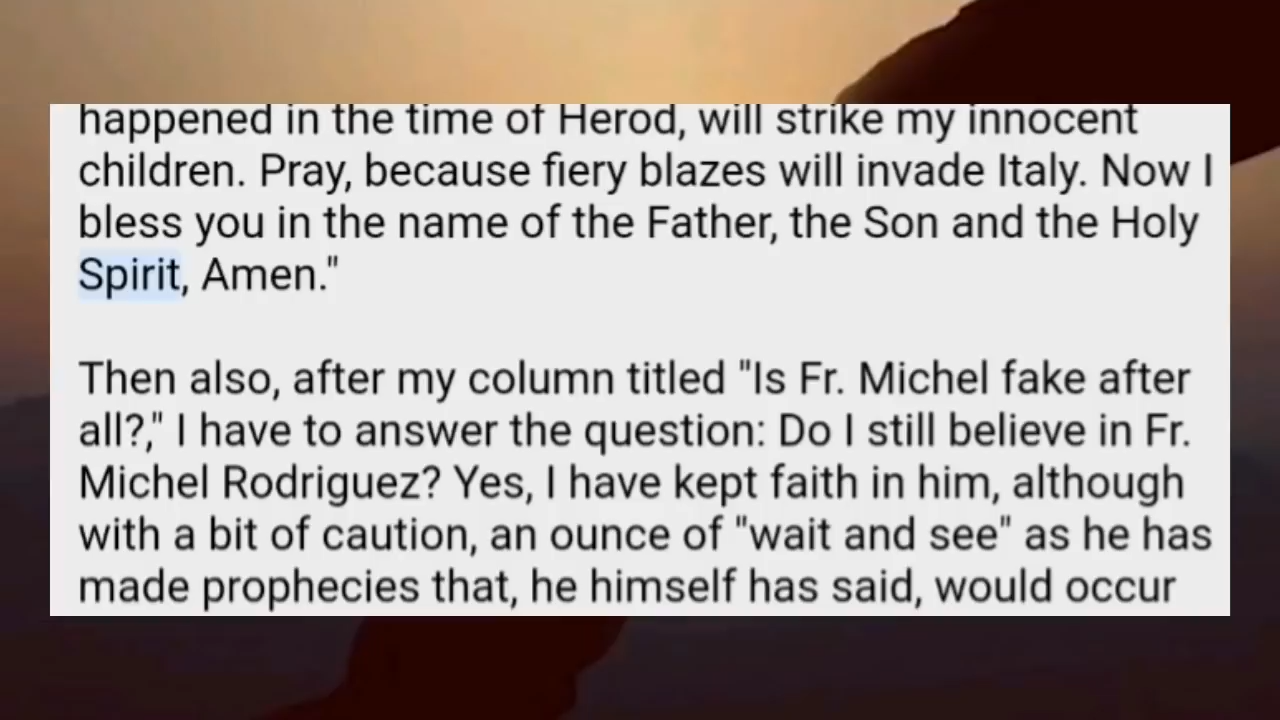 happened in the time of Herod, will strike my innocent
children. Pray, because fiery blazes will invade Italy. Now I
bless you in the name of the Father, the Son and the Holy
Spirit, Amen."
Then also, after my column titled "Is Fr. Michel fake after
all?," I have to answer the question: Do I still believe in Fr.
Michel Rodriguez? Yes, I have kept faith in him, although
with a bit of caution, an ounce of "wait and see" as he has
made prophecies that, he himself has said, would occur